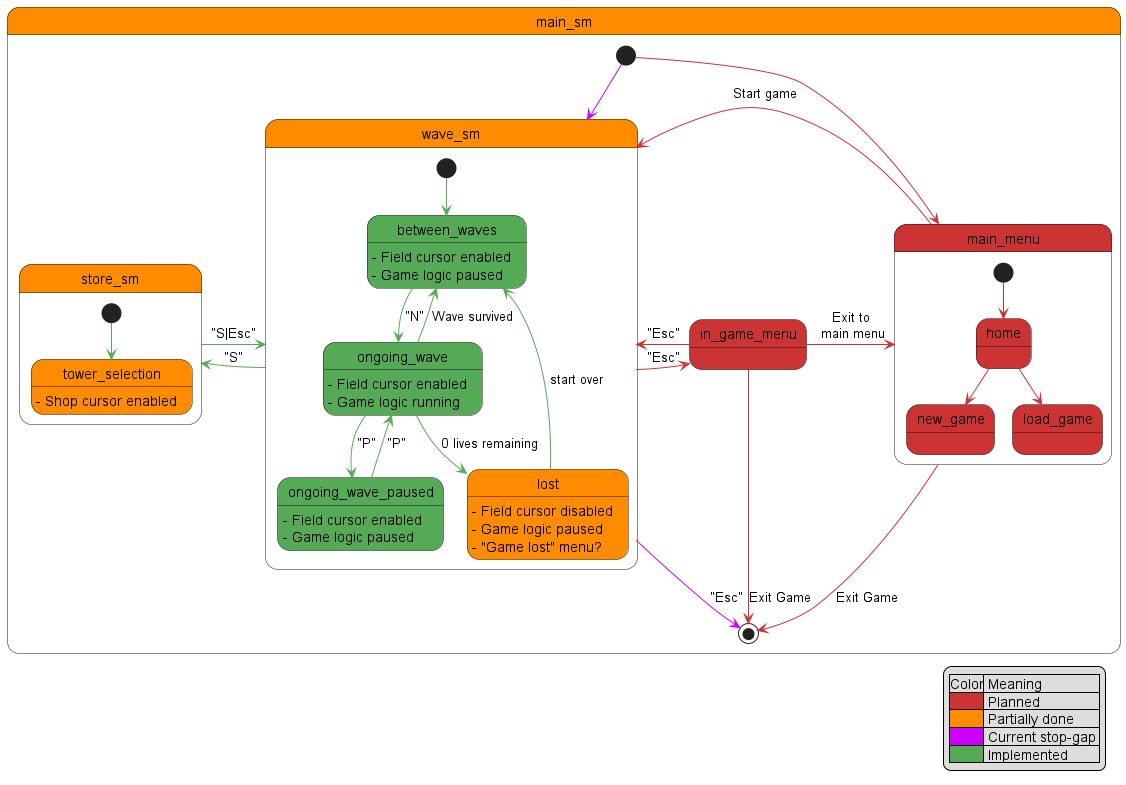 main_sm
Start game
wave_sm
between_waves
- Field cursor enabled
- Game logic paused
main_menu
store_sm
"N"
Wave survived
"S|Esc"
"S"
tower_selection
- Shop cursor enabled
ongoing_wave
- Field cursor enabled
- Game logic running
start over
"Esc"
"Esc"
in_game_menu
Exit to
main menu
home
new_game
load_game
"P"
"P"
0 lives remaining
ongoing_wave_paused
- Field cursor enabled
- Game logic paused
lost
- Field cursor disabled
- Game logic paused
- "Game lost" menu?
"Esc"
Exit Game
Exit Game
Color Meaning
Planned
Partially done
Current stop-gap
Implemented